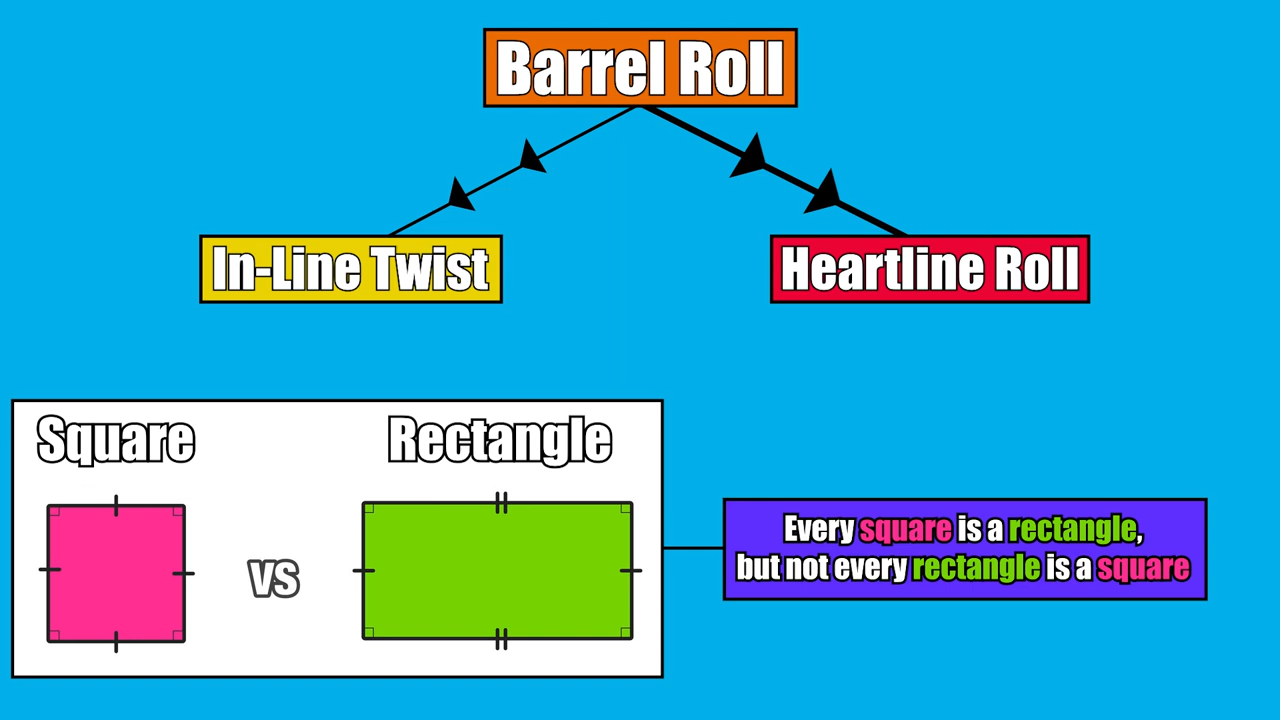 Barrel Roll
In-Line Twist
Heartline Roll
Square
Rectangle
vs
Every square is a rectangle,
but not every rectangle is a square